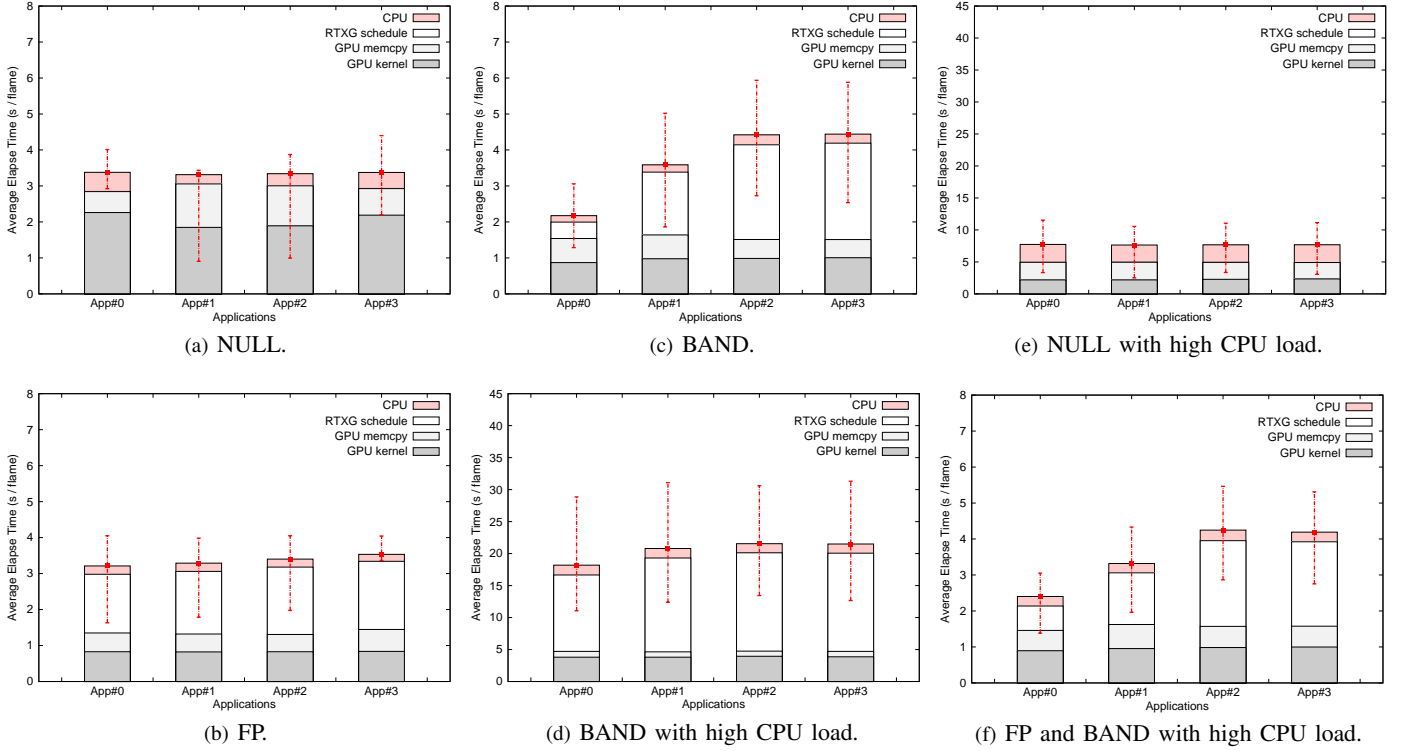 8
7
6
5
4
3
2
1
0
Average Elapse Time (s / flame)
CPU
RTXG schedule
GPU memcpy
GPU kernel
App#0 App#1 App#2 App#3
Applications
(a) NULL.
8
7
6
5
4
3
2
1
0
Average Elapse Time (s / flame)
CPU
RTXG schedule
GPU memcpy
GPU kernel
App#0 App#1 App#2 App#3
Applications
(c) BAND.
45
40
35
30
25
20
15
10
5
0
Average Elapse Time (s / flame)
CPU
RTXG schedule
GPU memcpy
GPU kernel
App#0 App#1 App#2 App#3
Applications
(e) NULL with high CPU load.
8
7
6
5
4
3
2
1
0
Average Elapse Time (s / flame)
CPU
RTXG schedule
GPU memcpy
GPU kernel
App#0 App#1 App#2 App#3
Applications
(b) FP.
45
40
35
30
25
20
15
10
5
0
Average Elapse Time (s / flame)
CPU
RTXG schedule
GPU memcpy
GPU kernel
App#0 App#1 App#2 App#3
Applications
(d) BAND with high CPU load.
8
7
6
5
4
3
2
1
0
Average Elapse Time (s / flame)
CPU
RTXG schedule
GPU memcpy
GPU kernel
App#0 App#1 App#2 App#3
Applications
(f) FP and BAND with high CPU load.